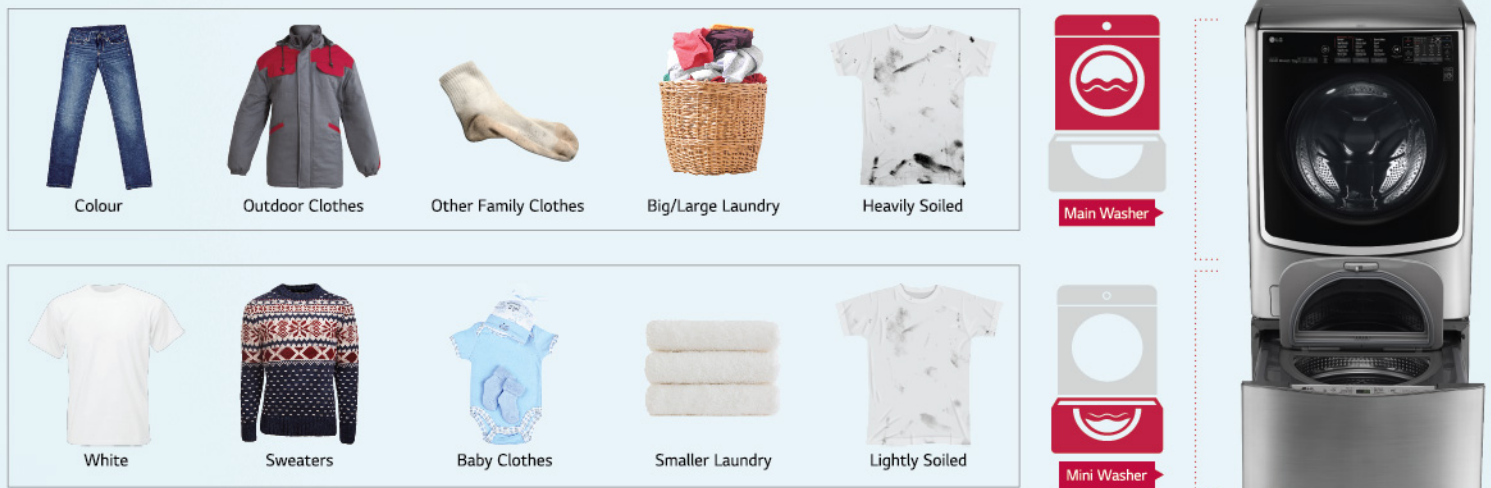 Colour
Outdoor Clothes
Other Family Clothes
Big/Large Laundry
Heavily Soiled
Main Washer
LG
White
Sweaters
Baby Clothes
Smaller Laundry
Lightly Soiled
Mini Washer